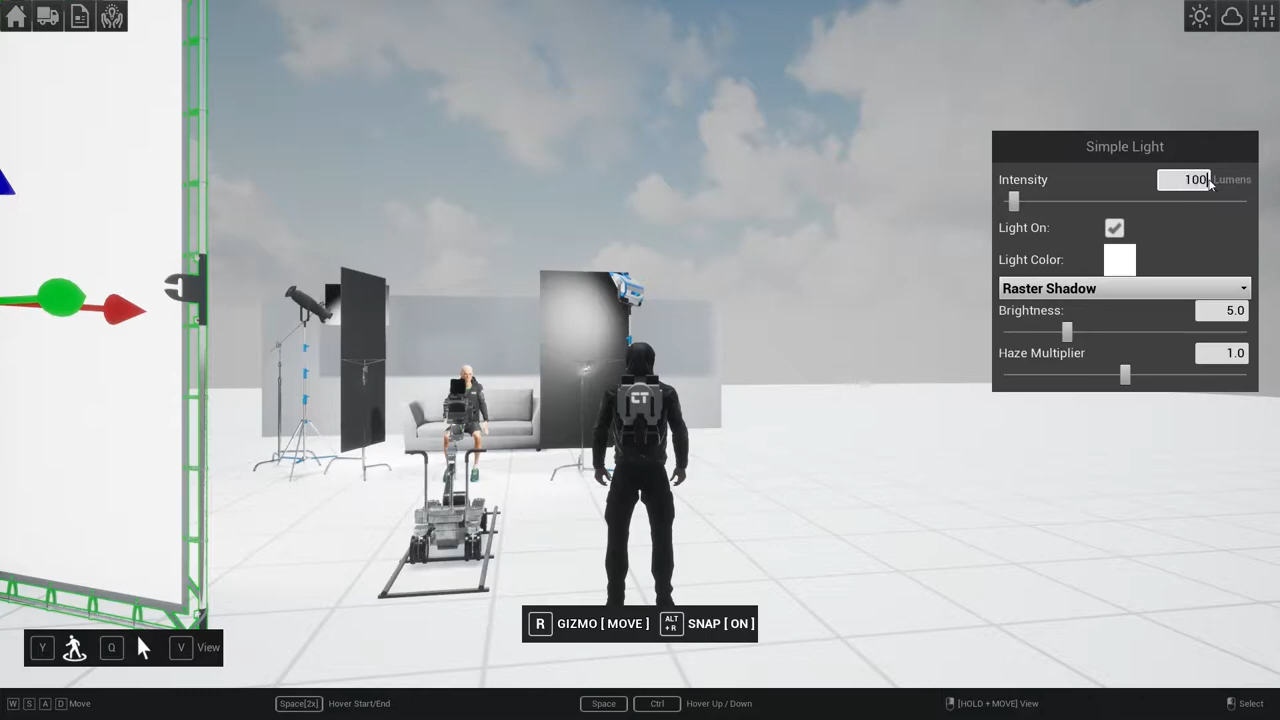 Simple Light
Intensity 100 Lumens
Light On:
Light Color:
Raster Shadow
Brightness: 5.0
Haze Multiplier 1.0
CT
R GIZMO [ MOVE ] ALT + R SNAP [ ON ]
Y Q V View
W S A D Move Space[2x] Hover Start/End Space Ctrl Hover Up / Down [HOLD + MOVE] View Select